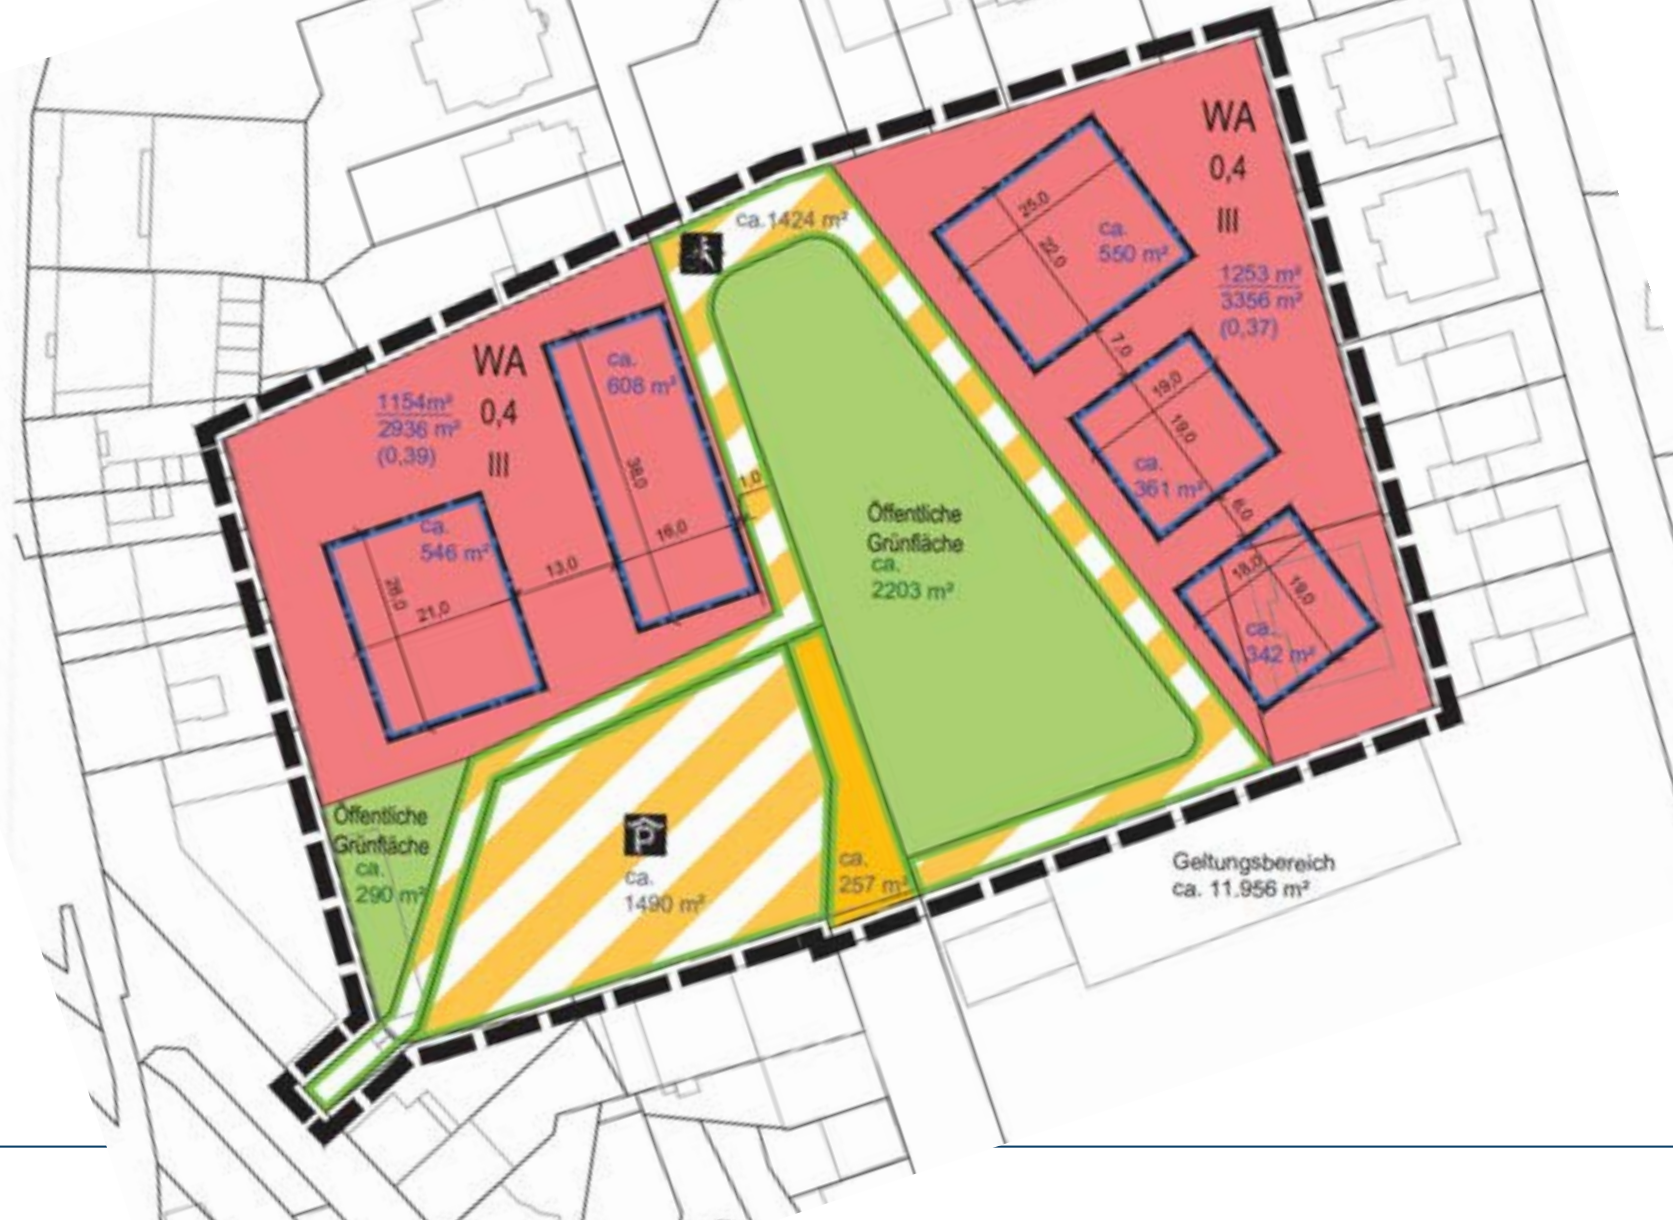 ca.1424 m²
WA
0,4
III
25,0
22,0
ca.
550 m²
1253 m²
3356 m²
(0,37)
7,0
19,0
19,0
ca.
361 m²
6,0
18,0
19,0
ca.
342 m²
WA
0,4
III
1154m²
2936 m²
(0,39)
ca.
608 m²
38,0
16,0
1,0
13,0
ca.
546 m²
26,0
21,0
Öffentliche
Grünfläche
ca.
2203 m²
Öffentliche
Grünfläche
ca.
290 m²
P
ca.
1490 m²
ca.
257 m²
Geltungsbereich
ca. 11.956 m²